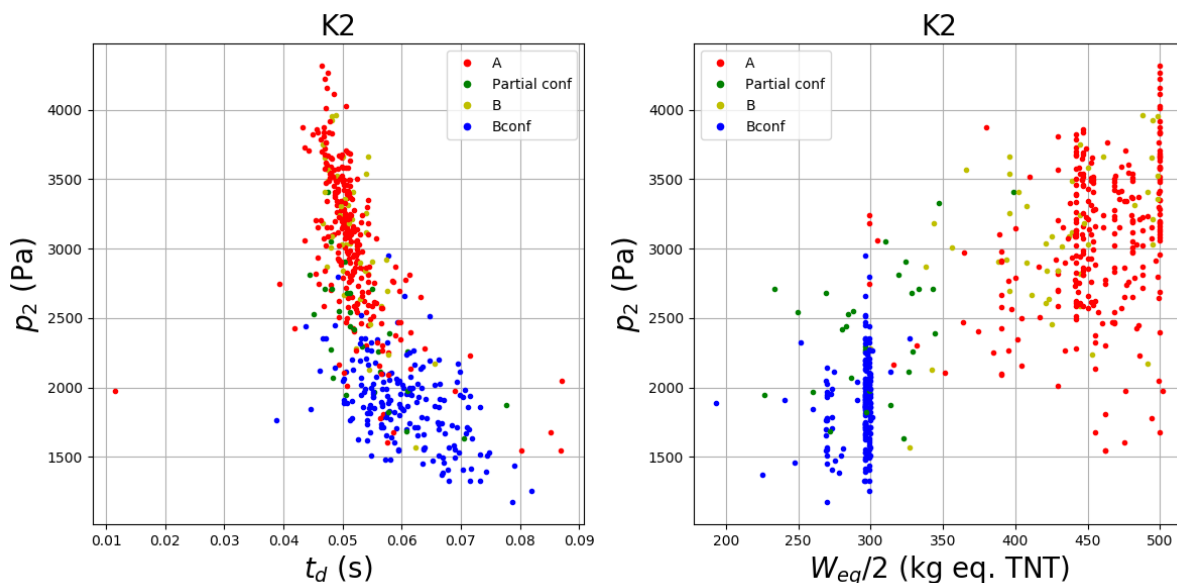 K2
A
Partial conf
B
Bconf
4000
3500
3000
2500
2000
1500
p2 (Pa)
0.01 0.02 0.03 0.04 0.05 0.06 0.07 0.08 0.09
td (s)
K2
A
Partial conf
B
Bconf
4000
3500
3000
2500
2000
1500
p2 (Pa)
200 250 300 350 400 450 500
Weq/2 (kg eq. TNT)